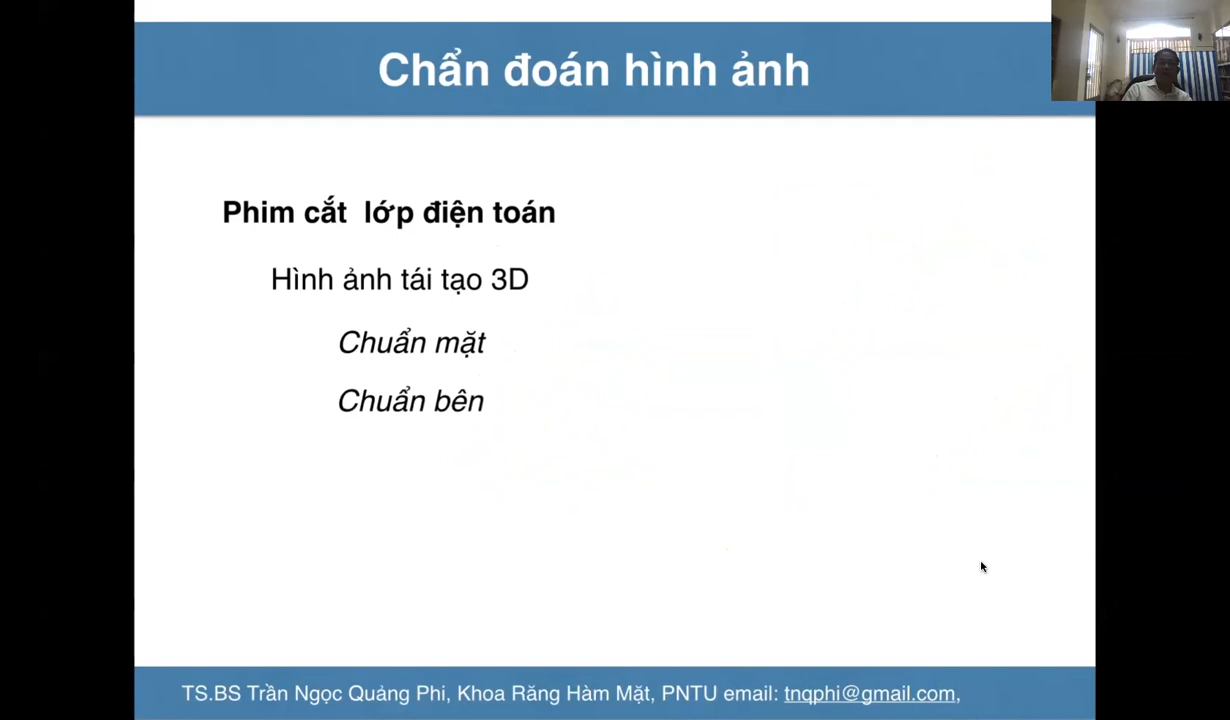 Chẩn đoán hình ảnh
Phim cắt lớp điện toán
Hình ảnh tái tạo 3D
Chuẩn mặt
Chuẩn bên
TS.BS Trần Ngọc Quảng Phi, Khoa Răng Hàm Mặt, PNTU email: tnqphi@gmail.com,